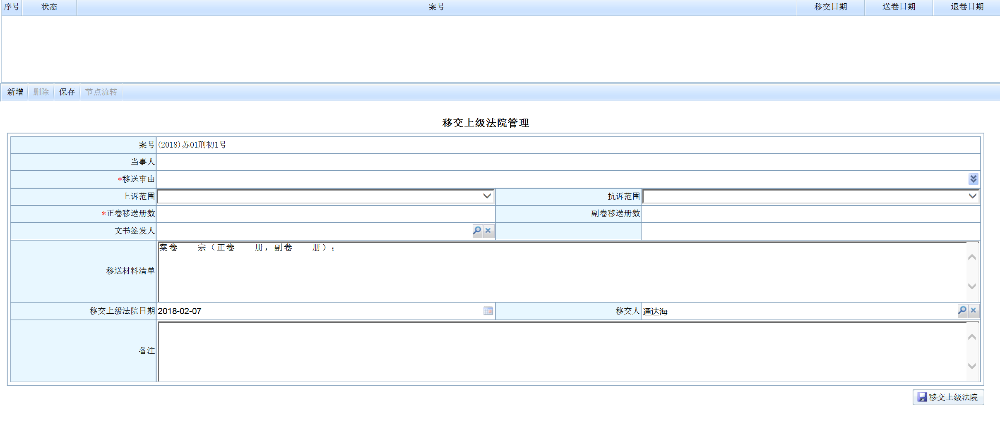 序号 状态 案号 移交日期 送卷日期 退卷日期
新增 删除 保存 节点流转
移交上级法院管理
案号 (2018)苏01刑初1号
当事人
*移送事由
上诉范围 抗诉范围
*正卷移送册数 副卷移送册数
文书签发人
移送材料清单 案卷 宗（正卷 册，副卷 册）；
移交上级法院日期 2018-02-07 移交人 通达海
备注
移交上级法院